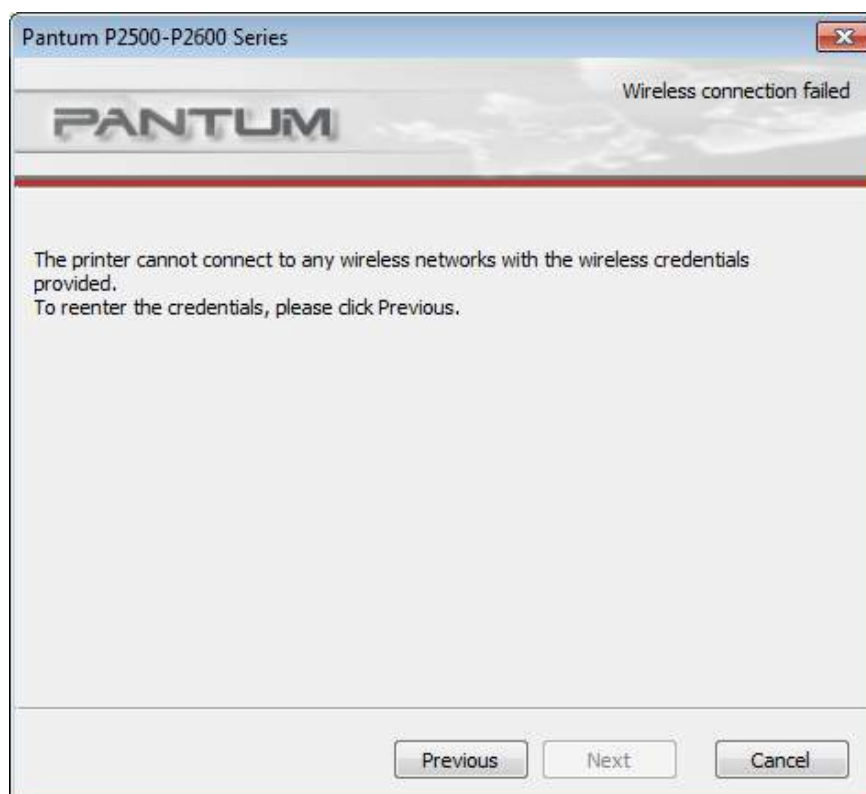 Pantum P2500-P2600 Series
Wireless connection failed
PANTUM
The printer cannot connect to any wireless networks with the wireless credentials
provided.
To reenter the credentials, please click Previous.
Previous Next Cancel